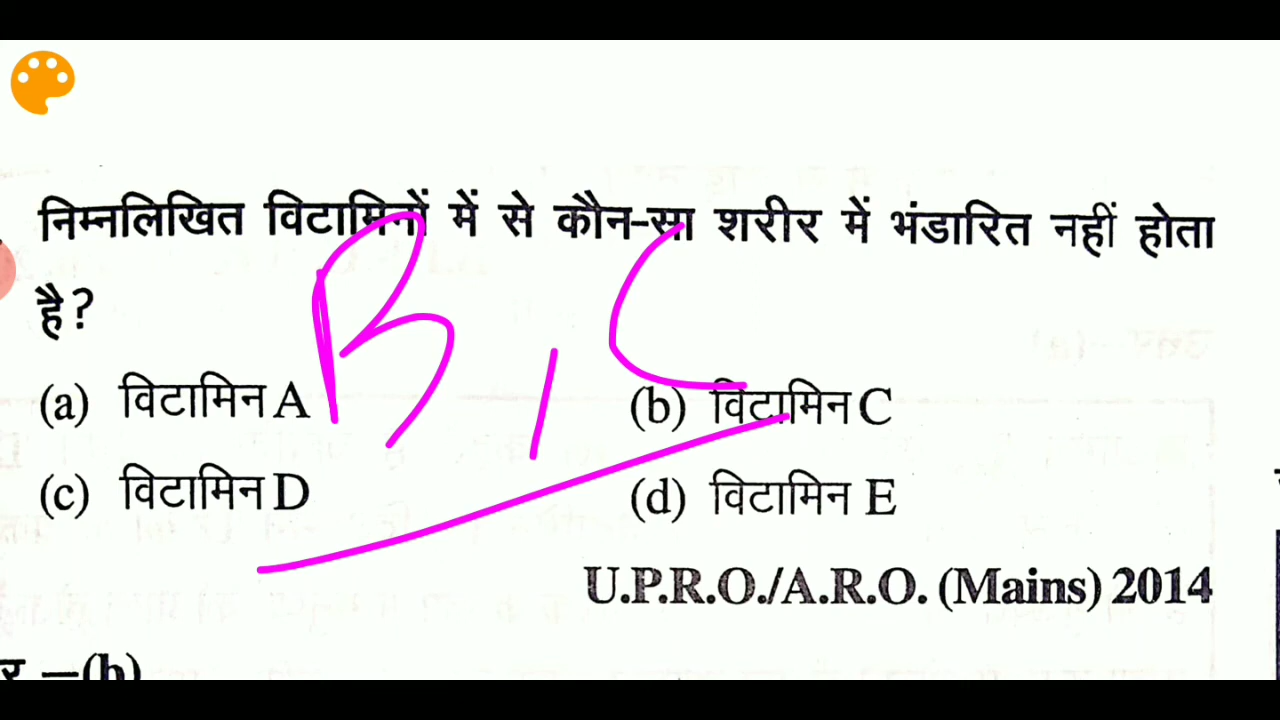 निम्नलिखित विटामिनों में से कौन-सा शरीर में भंडारित नहीं होता
है?
B, C
(a) विटामिन A (b) विटामिन C
(c) विटामिन D (d) विटामिन E
U.P.R.O./A.R.O. (Mains) 2014
—(b)